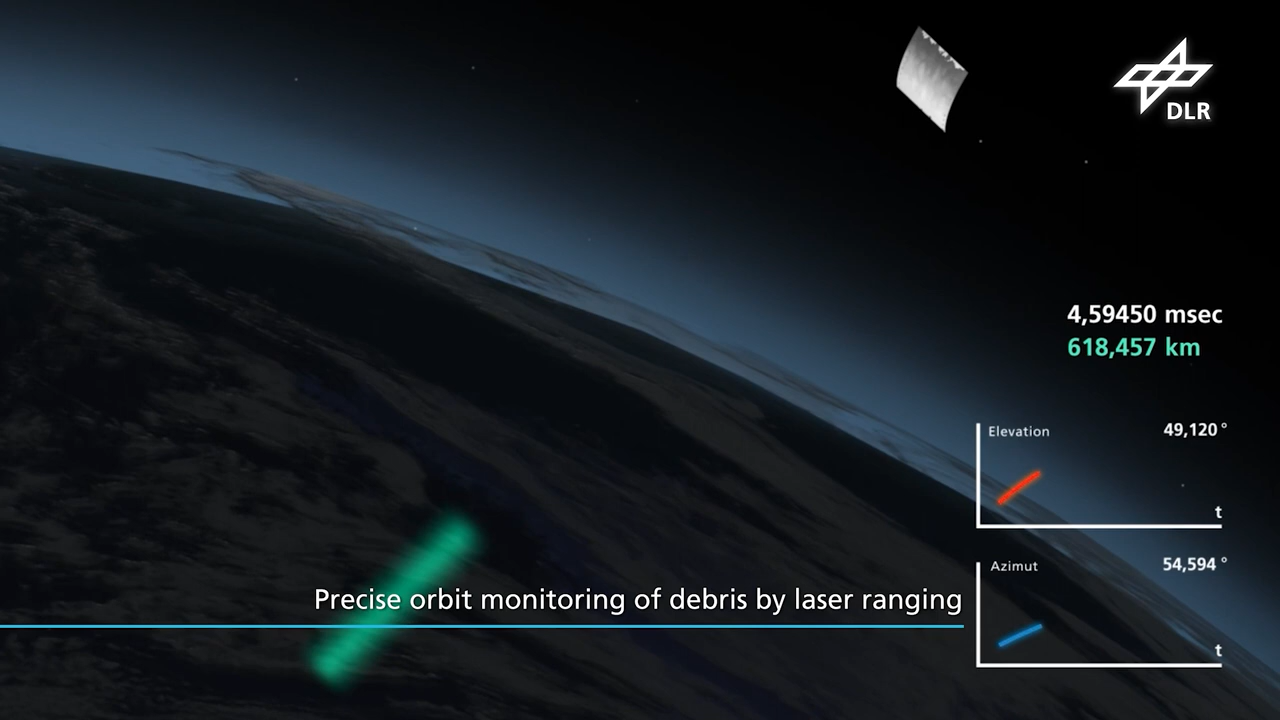 DLR
4,59450 msec
618,457 km
Elevation 49,120 °
t
Azimut 54,594 °
t
Precise orbit monitoring of debris by laser ranging